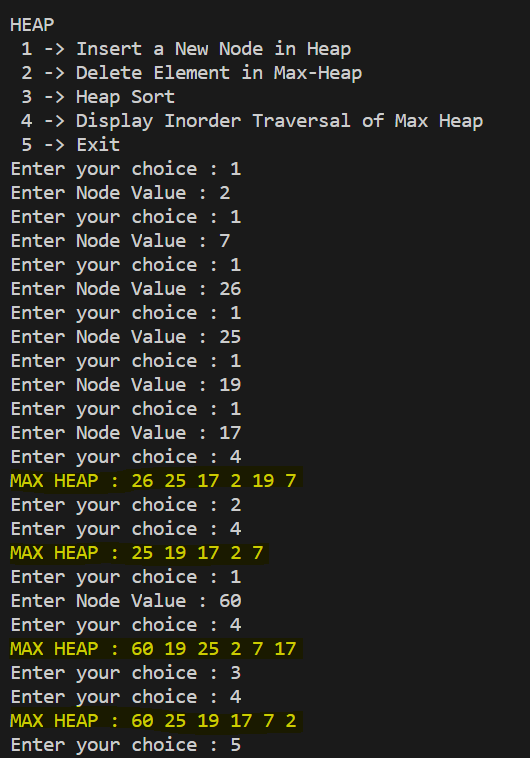 HEAP
1 -> Insert a New Node in Heap
2 -> Delete Element in Max-Heap
3 -> Heap Sort
4 -> Display Inorder Traversal of Max Heap
5 -> Exit
Enter your choice : 1
Enter Node Value : 2
Enter your choice : 1
Enter Node Value : 7
Enter your choice : 1
Enter Node Value : 26
Enter your choice : 1
Enter Node Value : 25
Enter your choice : 1
Enter Node Value : 19
Enter your choice : 1
Enter Node Value : 17
Enter your choice : 4
MAX HEAP : 26 25 17 2 19 7
Enter your choice : 2
Enter your choice : 4
MAX HEAP : 25 19 17 2 7
Enter your choice : 1
Enter Node Value : 60
Enter your choice : 4
MAX HEAP : 60 19 25 2 7 17
Enter your choice : 3
Enter your choice : 4
MAX HEAP : 60 25 19 17 7 2
Enter your choice : 5